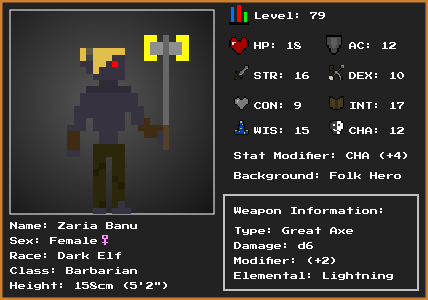 Level: 79
HP: 18
AC: 12
STR: 16
DEX: 10
CON: 9
INT: 17
WIS: 15
CHA: 12
Stat Modifier: CHA (+4)
Background: Folk Hero
Name: Zaria Banu
Sex: Female♀
Race: Dark Elf
Class: Barbarian
Height: 158cm (5'2")
Weapon Information:
Type: Great Axe
Damage: d6
Modifier: (+2)
Elemental: Lightning